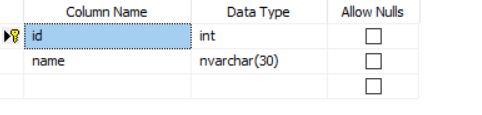 Column Name Data Type Allow Nulls
id int
name nvarchar(30)